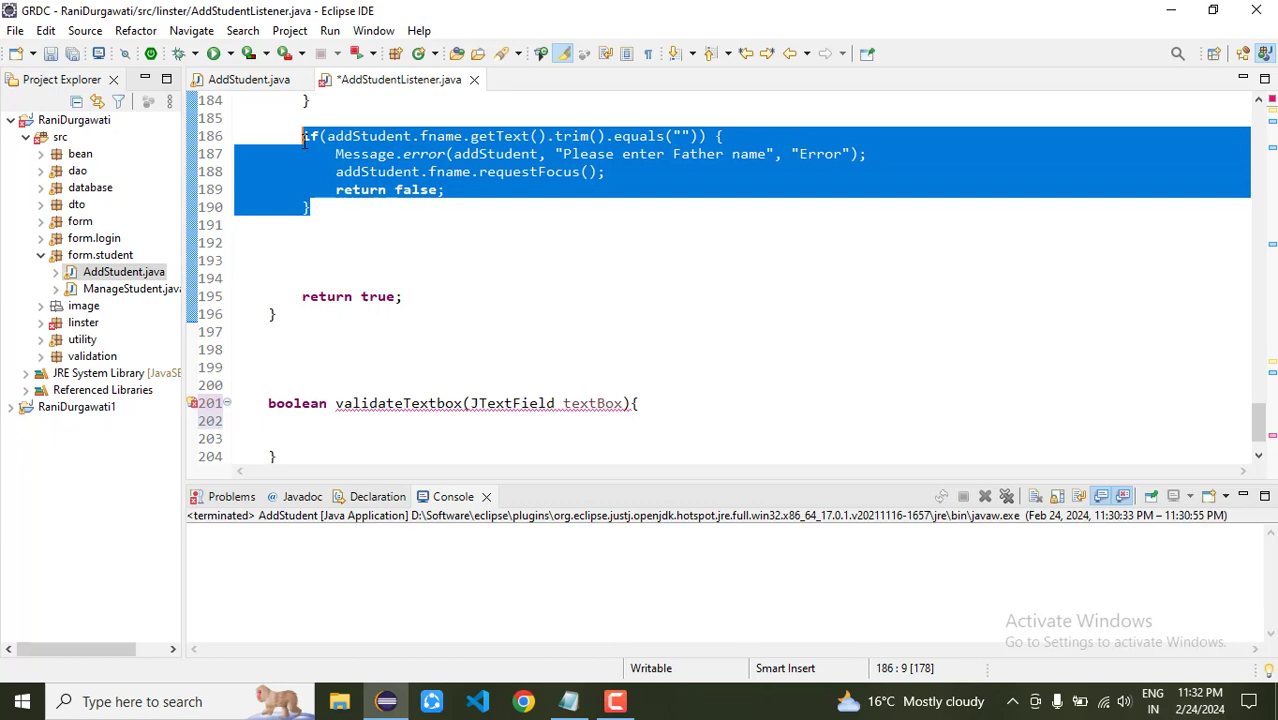 GRDC - RaniDurgawati/src/linster/AddStudentListener.java - Eclipse IDE
File Edit Source Refactor Navigate Search Project Run Window Help
Project Explorer
AddStudent.java
*AddStudentListener.java
RaniDurgawati
src
bean
dao
database
dto
form
form.login
form.student
AddStudent.java
ManageStudent.java
image
linster
utility
validation
JRE System Library [JavaSE
Referenced Libraries
RaniDurgawati1
184 }
185
186 if(addStudent.fname.getText().trim().equals("")) {
187 Message.error(addStudent, "Please enter Father name", "Error");
188 addStudent.fname.requestFocus();
189 return false;
190 }
191
192
193
194
195 return true;
196 }
197
198
199
200
201 boolean validateTextbox(JTextField textBox){
202
203
204 }
Problems @ Javadoc Declaration Console
<terminated> AddStudent [Java Application] D:\Software\eclipse\plugins\org.eclipse.justj.openjdk.hotspot.jre.full.win32.x86_64_17.0.1.v20211116-1657\jre\bin\javaw.exe (Feb 24, 2024, 11:30:33 PM – 11:30:55 PM)
Activate Windows
Go to Settings to activate Windows.
Writable Smart Insert 186 : 9 [178]
Type here to search
16°C Mostly cloudy
ENG
IN
11:32 PM
2/24/2024